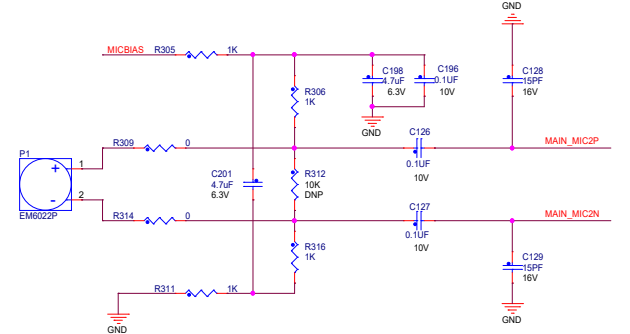 GND
MICBIAS R305 1K
C198
4.7uF
6.3V
C196
0.1UF
10V
C128
15PF
16V
R306
1K
GND
R309 0
C126
0.1UF
10V
MAIN_MIC2P
P1
+
-
1
2
EM6022P
C201
4.7uF
6.3V
R312
10K
DNP
R314 0
C127
0.1UF
10V
MAIN_MIC2N
R316
1K
C129
15PF
16V
R311 1K
GND
GND